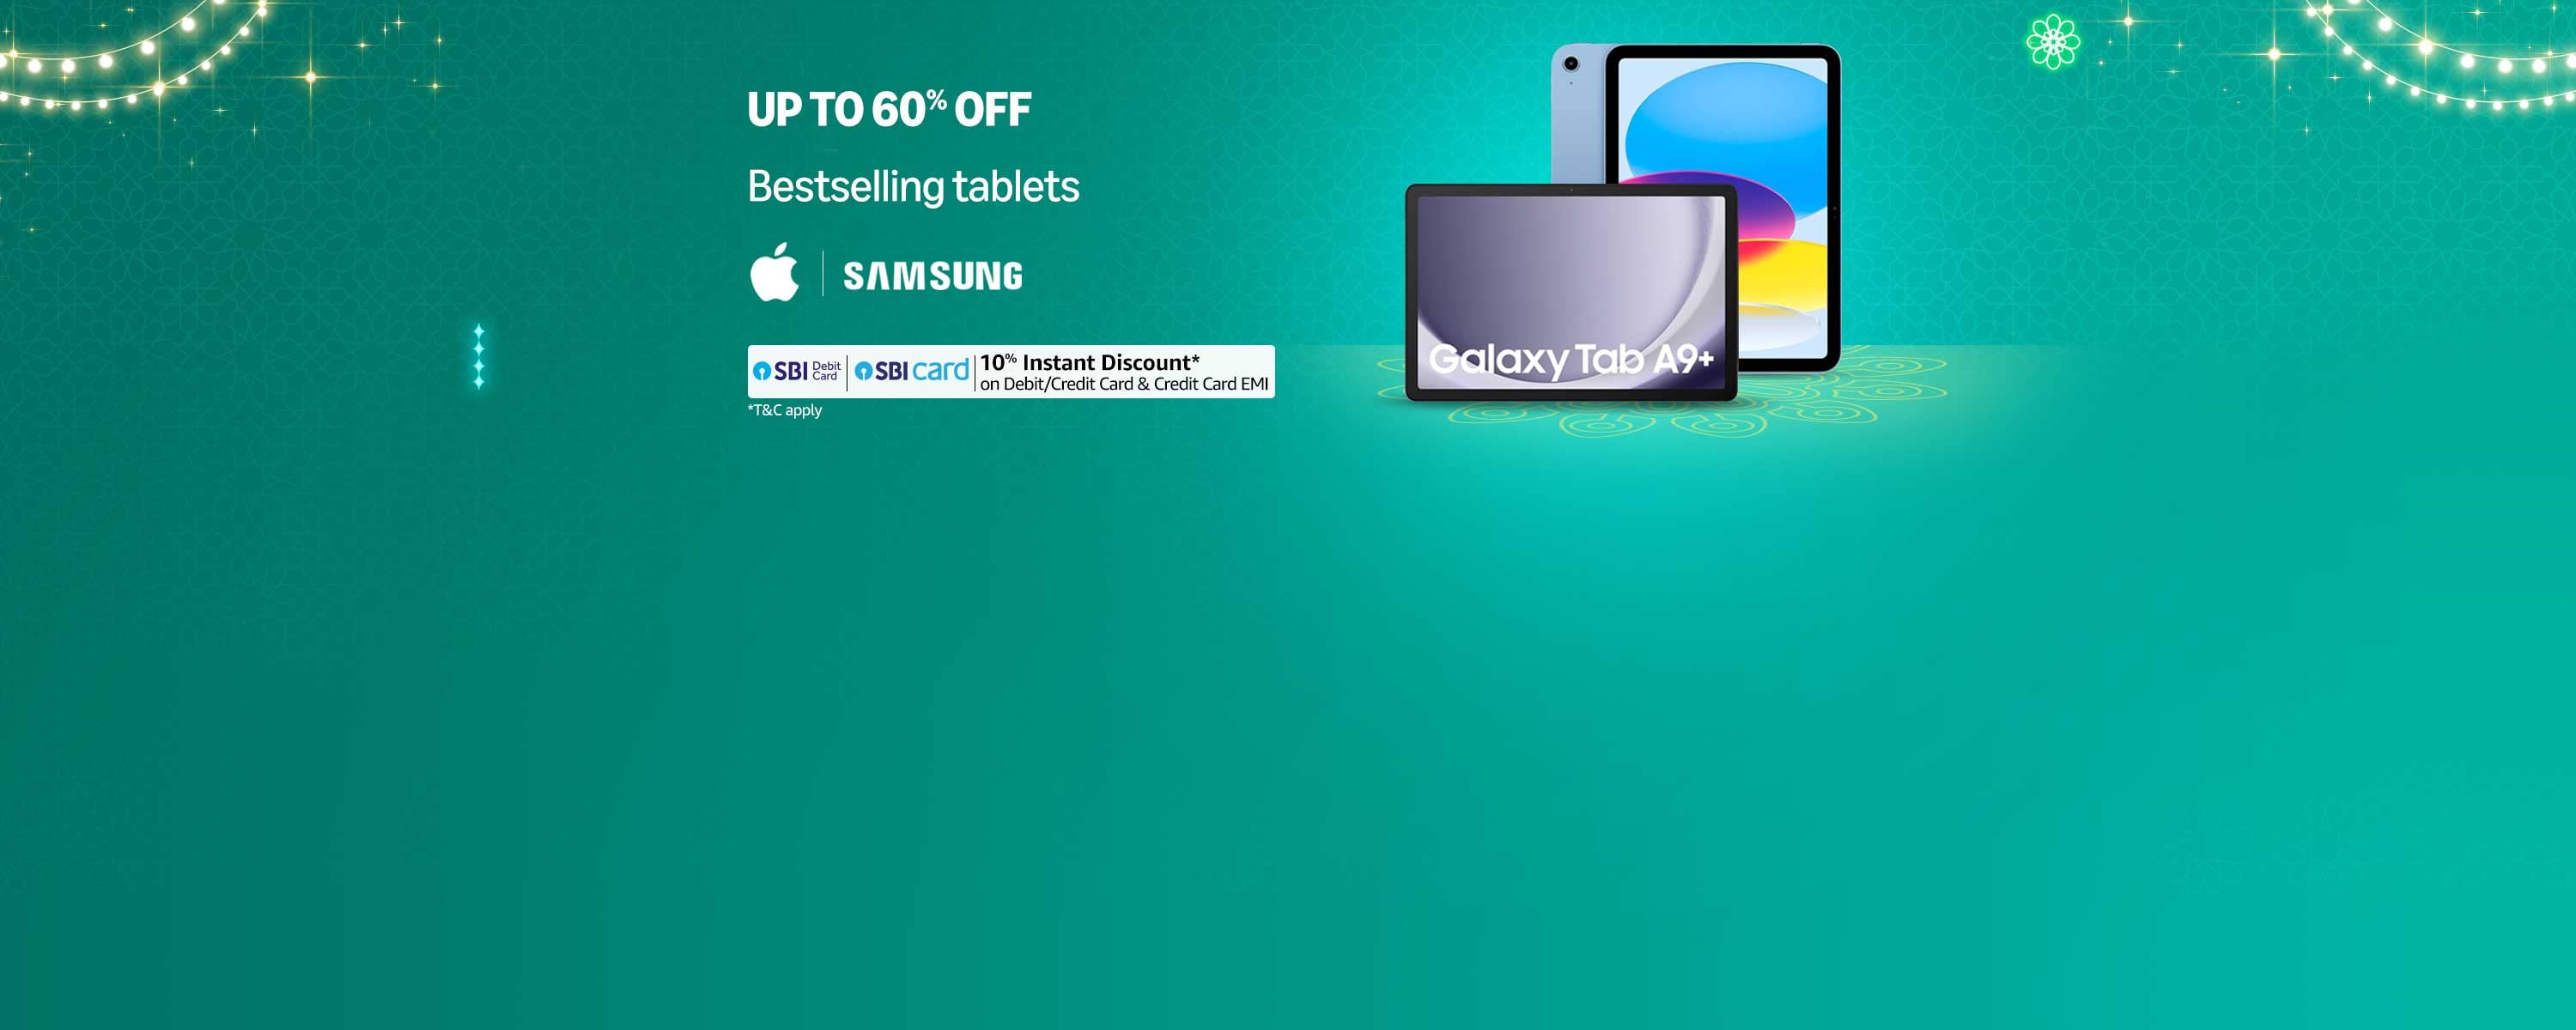 UP TO 60% OFF
Bestselling tablets
SAMSUNG
SBI Debit Card | SBI card | 10% Instant Discount*
on Debit/Credit Card & Credit Card EMI
*T&C apply
Galaxy Tab A9+